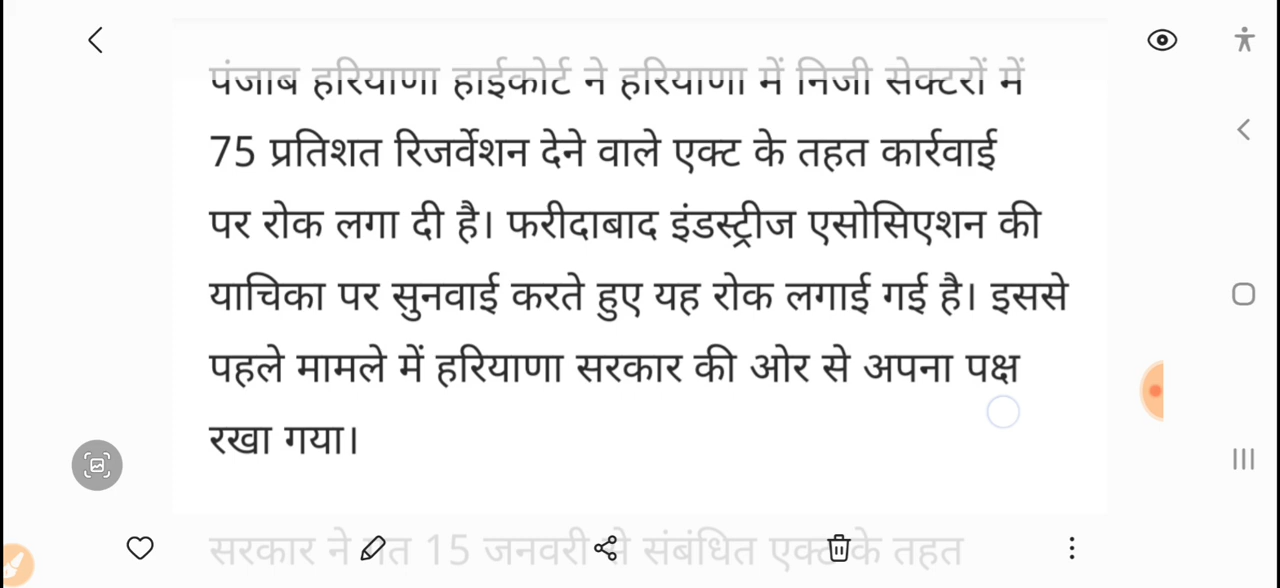 पंजाब हरियाणा हाईकोर्ट ने हरियाणा में निजी सेक्टरों में
75 प्रतिशत रिजर्वेशन देने वाले एक्ट के तहत कार्रवाई
पर रोक लगा दी है। फरीदाबाद इंडस्ट्रीज एसोसिएशन की
याचिका पर सुनवाई करते हुए यह रोक लगाई गई है। इससे
पहले मामले में हरियाणा सरकार की ओर से अपना पक्ष
रखा गया।
सरकार ने 15 जनवरी से संबंधित एक्ट के तहत